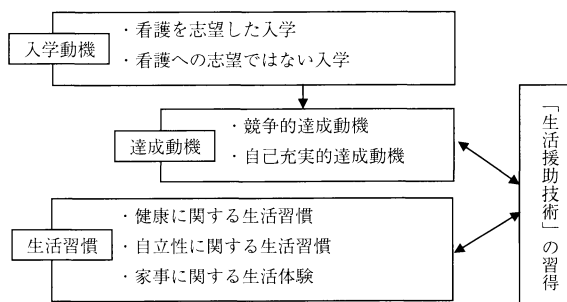 入学動機
・看護を志望した入学
・看護への志望ではない入学
達成動機
・競争的達成動機
・自己充実的達成動機
生活習慣
・健康に関する生活習慣
・自立性に関する生活習慣
・家事に関する生活体験
「生活援助技術」の習得